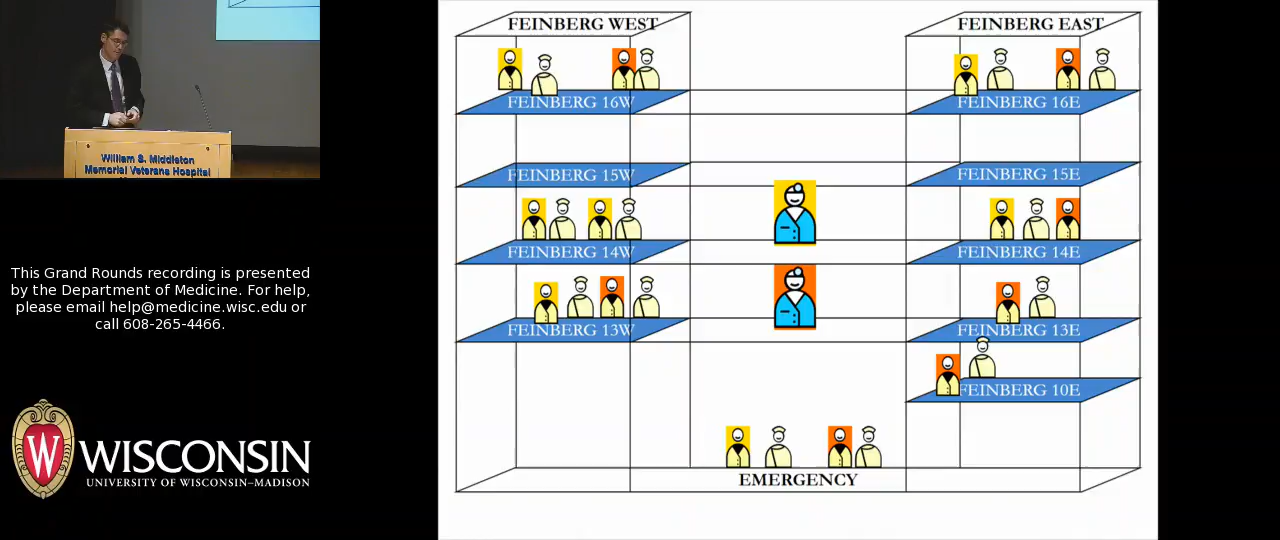 William S. Middleton
Memorial Veterans Hospital
This Grand Rounds recording is presented
by the Department of Medicine. For help,
please email help@medicine.wisc.edu or
call 608-265-4466.
W
WISCONSIN
UNIVERSITY OF WISCONSIN–MADISON
FEINBERG WEST
FEINBERG EAST
FEINBERG 16W
FEINBERG 16E
FEINBERG 15W
FEINBERG 15E
FEINBERG 14W
FEINBERG 14E
FEINBERG 13W
FEINBERG 13E
FEINBERG 10E
EMERGENCY